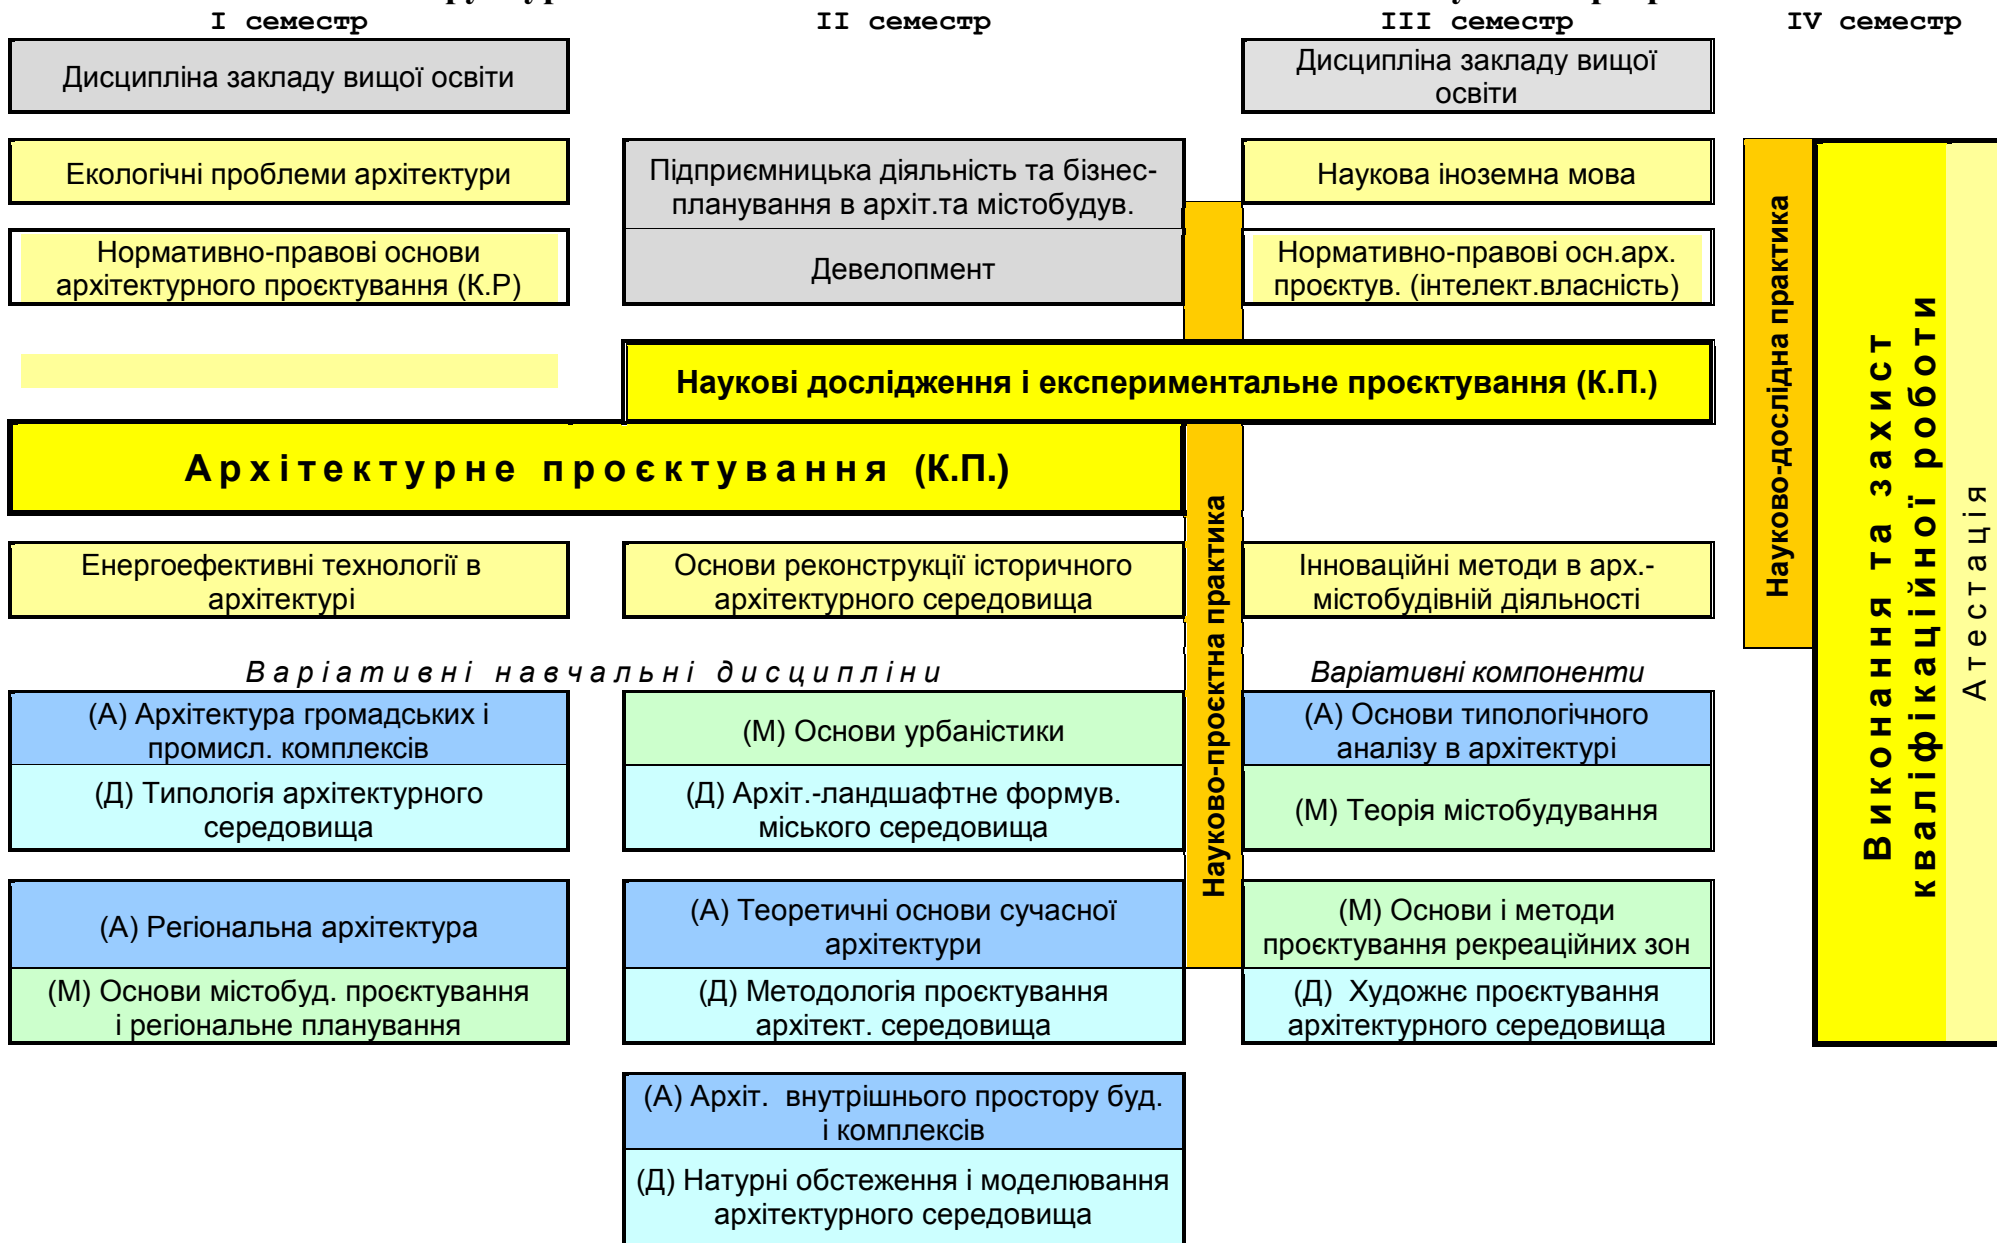 I семестр
II семестр
III семестр
IV семестр
Дисципліна закладу вищої освіти
Дисципліна закладу вищої
освіти
Екологічні проблеми архітектури
Підприємницька діяльність та бізнес-
планування в архіт.та містобудув.
Наукова іноземна мова
Нормативно-правові основи
архітектурного проєктування (К.Р)
Девелопмент
Нормативно-правові осн.арх.
проєктув. (інтелект.власність)
Наукові дослідження і експериментальне проєктування (К.П.)
Архітектурне проєктування (К.П.)
Енергоефективні технології в
архітектурі
Основи реконструкції історичного
архітектурного середовища
Інноваційні методи в арх.-
містобудівній діяльності
Науково-проєктна практика
Науково-дослідна практика
Виконання та захист
кваліфікаційної роботи
Атестація
Варіативні навчальні дисципліни
Варіативні компоненти
(А) Архітектура громадських і
промисл. комплексів
(М) Основи урбаністики
(А) Основи типологічного
аналізу в архітектурі
(Д) Типологія архітектурного
середовища
(Д) Архіт.-ландшафтне формув.
міського середовища
(М) Теорія містобудування
(А) Регіональна архітектура
(А) Теоретичні основи сучасної
архітектури
(М) Основи і методи
проєктування рекреаційних зон
(М) Основи містобуд. проєктування
і регіональне планування
(Д) Методологія проєктування
архітект. середовища
(Д) Художнє проєктування
архітектурного середовища
(А) Архіт. внутрішнього простору буд.
і комплексів
(Д) Натурні обстеження і моделювання
архітектурного середовища